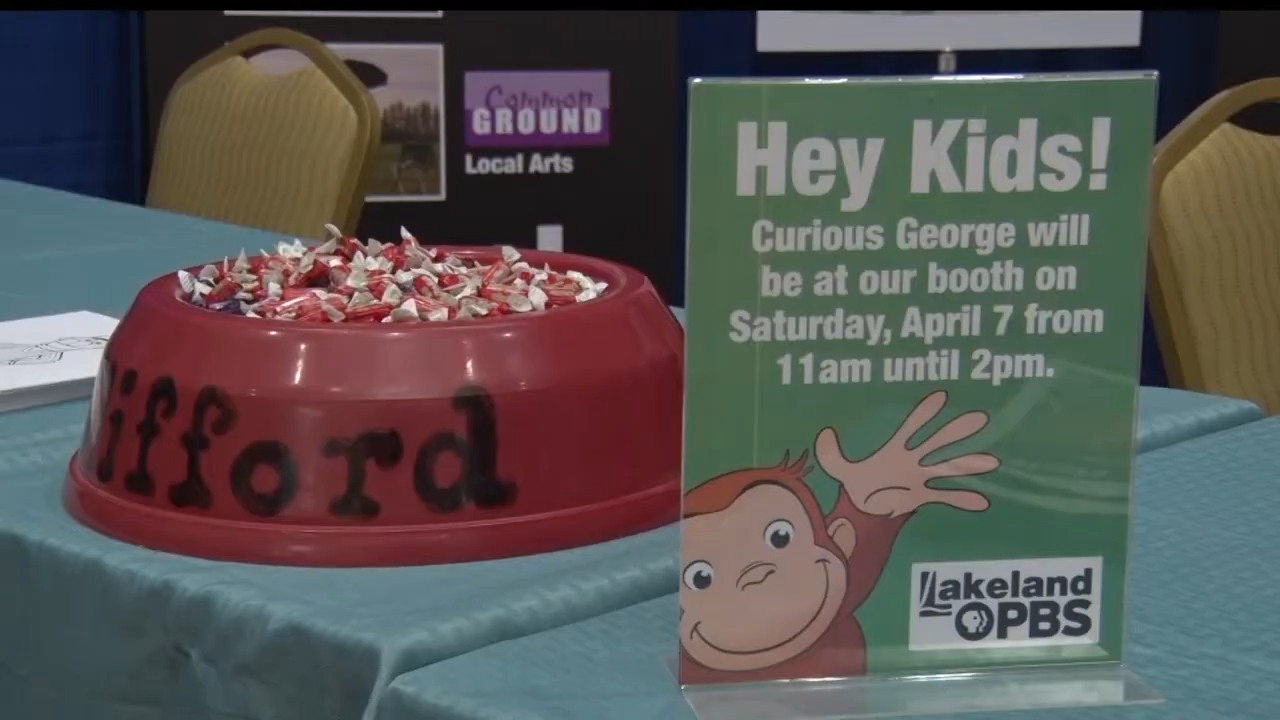 Common
GROUND
Local Arts
Hey Kids!
Curious George will
be at our booth on
Saturday, April 7 from
11am until 2pm.
lifford
Lakeland
PBS